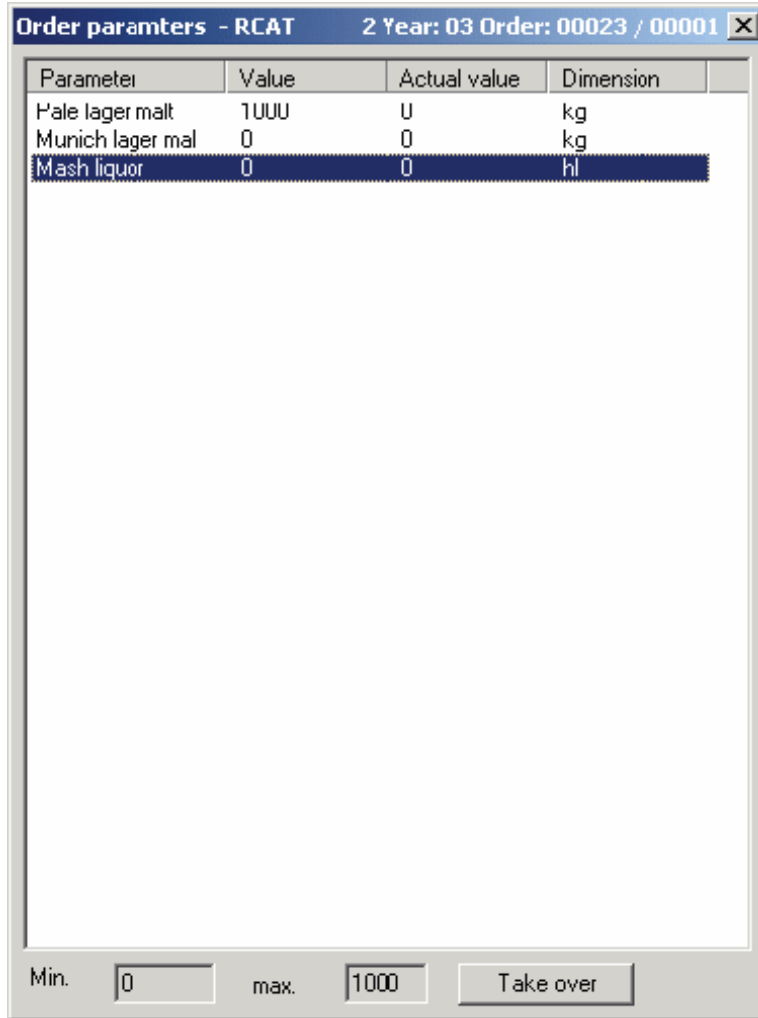 Order paramters - RCAT 2 Year: 03 Order: 00023 / 00001
Parameter Value Actual value Dimension
Pale lager malt 1000 0 kg
Munich lager mal 0 0 kg
Mash liquor 0 0 hl
Min. 0 max. 1000 Take over